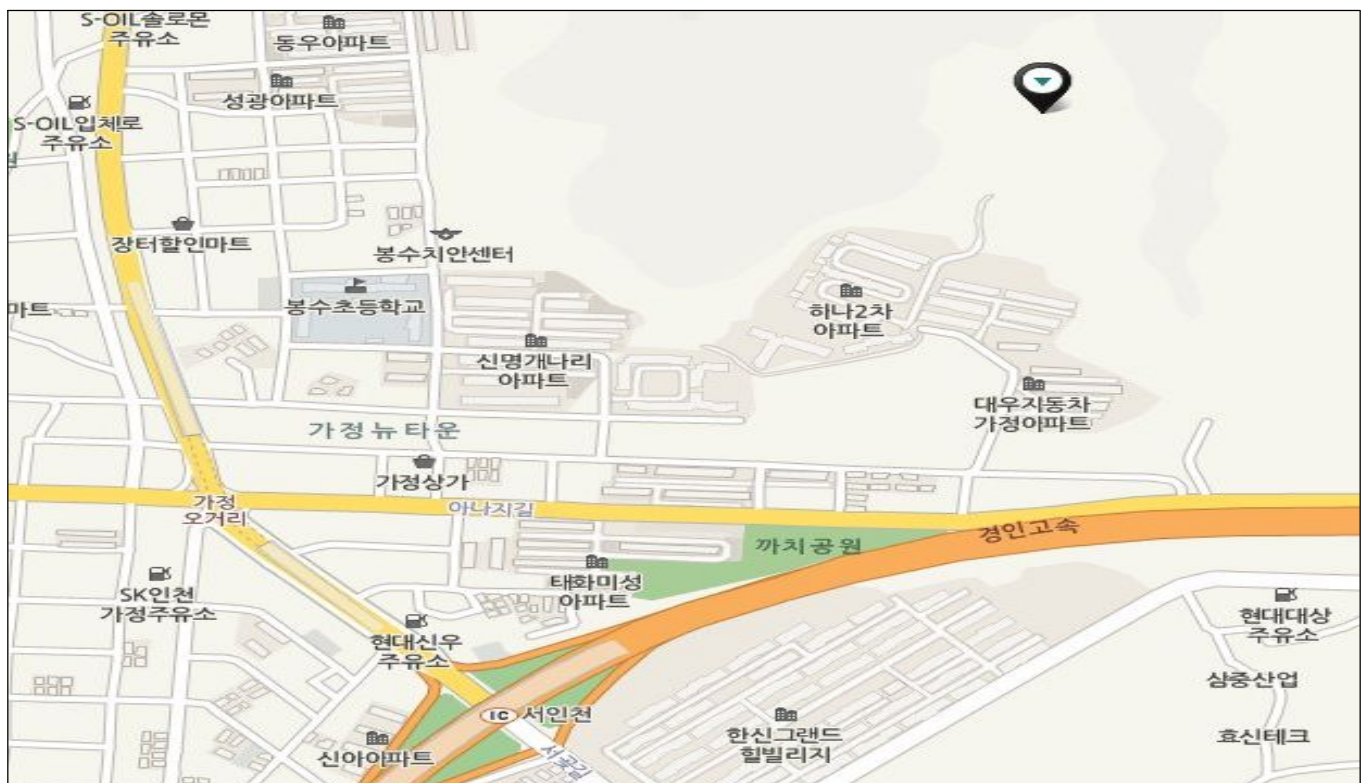 S-OIL솔로몬
주유소
동우아파트
성광아파트
S-OIL입체로
주유소
원
장터할인마트
봉수치안센터
봉수초등학교
마트
하나2차
아파트
신명개나리
아파트
대우자동차
가정아파트
가정뉴타운
가정상가
가정
오거리
아나지길
경인고속
까치공원
태화미성
아파트
SK인천
가정주유소
현대대상
주유소
현대신우
주유소
삼중산업
IC 서인천
한신그랜드
힐빌리지
효신테크
신아아파트
서곶길